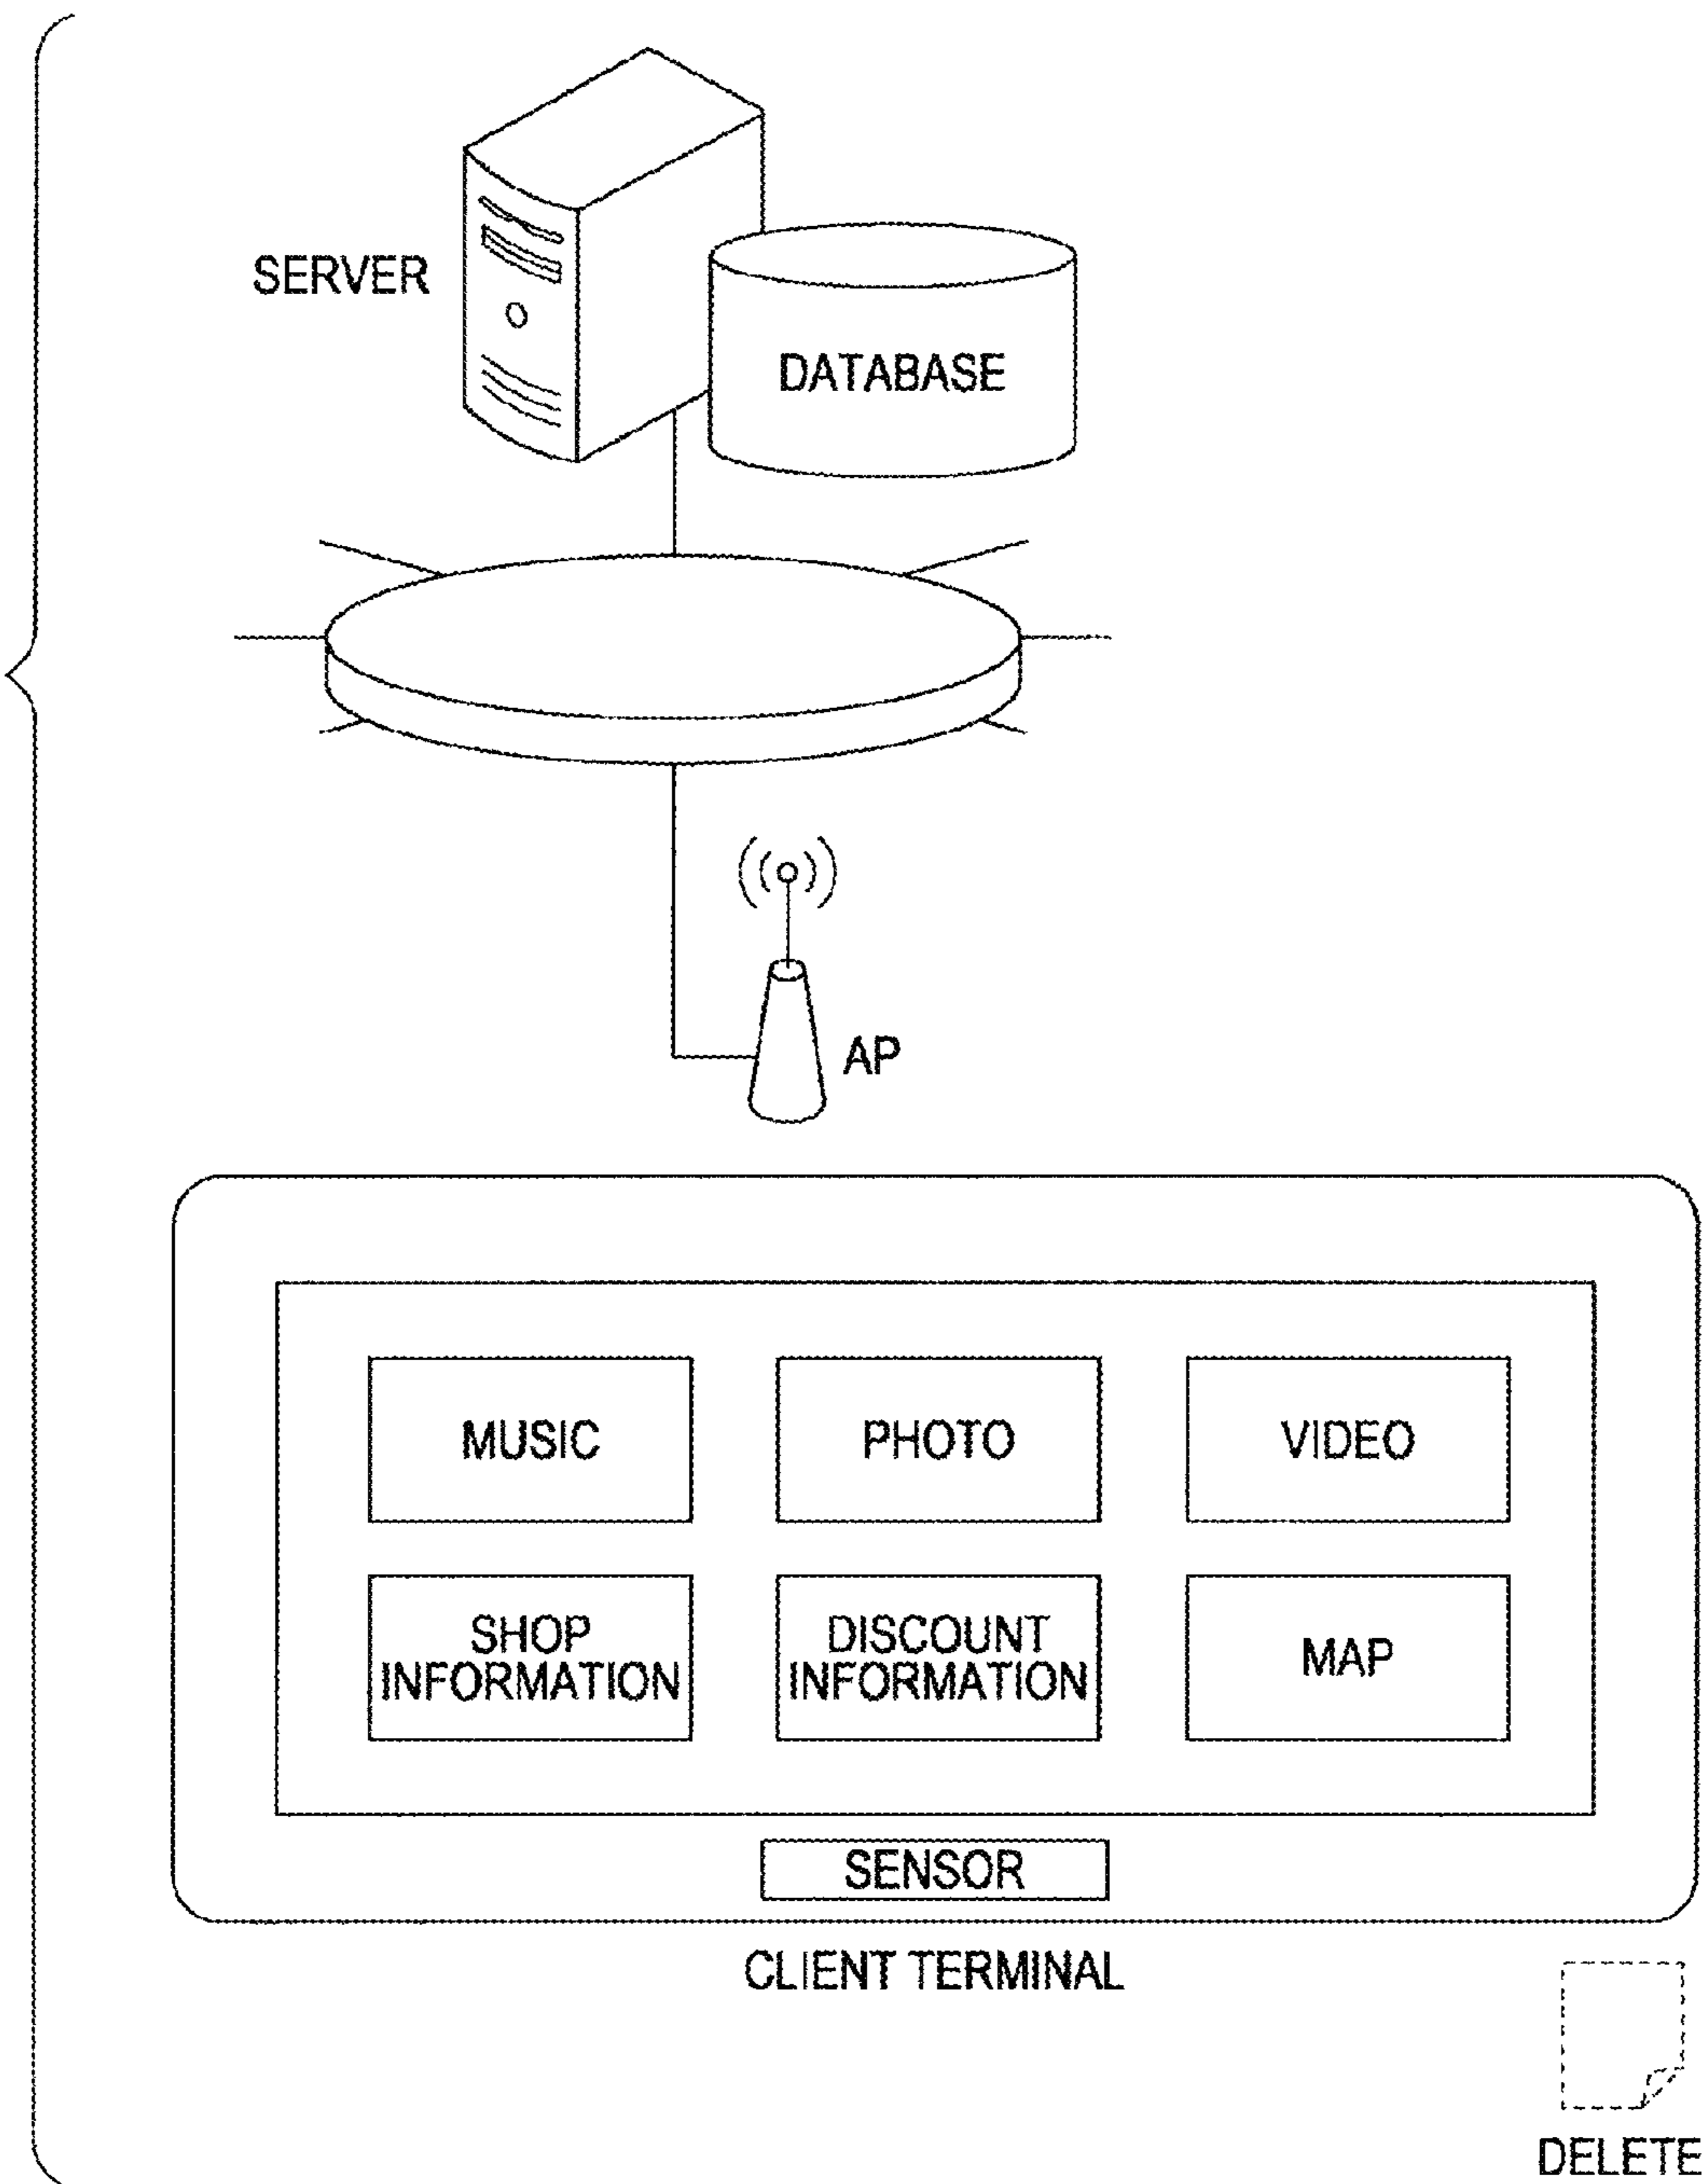 SERVER
DATABASE
AP
MUSIC
PHOTO
VIDEO
SHOP
INFORMATION
DISCOUNT
INFORMATION
MAP
SENSOR
CLIENT TERMINAL
DELETE